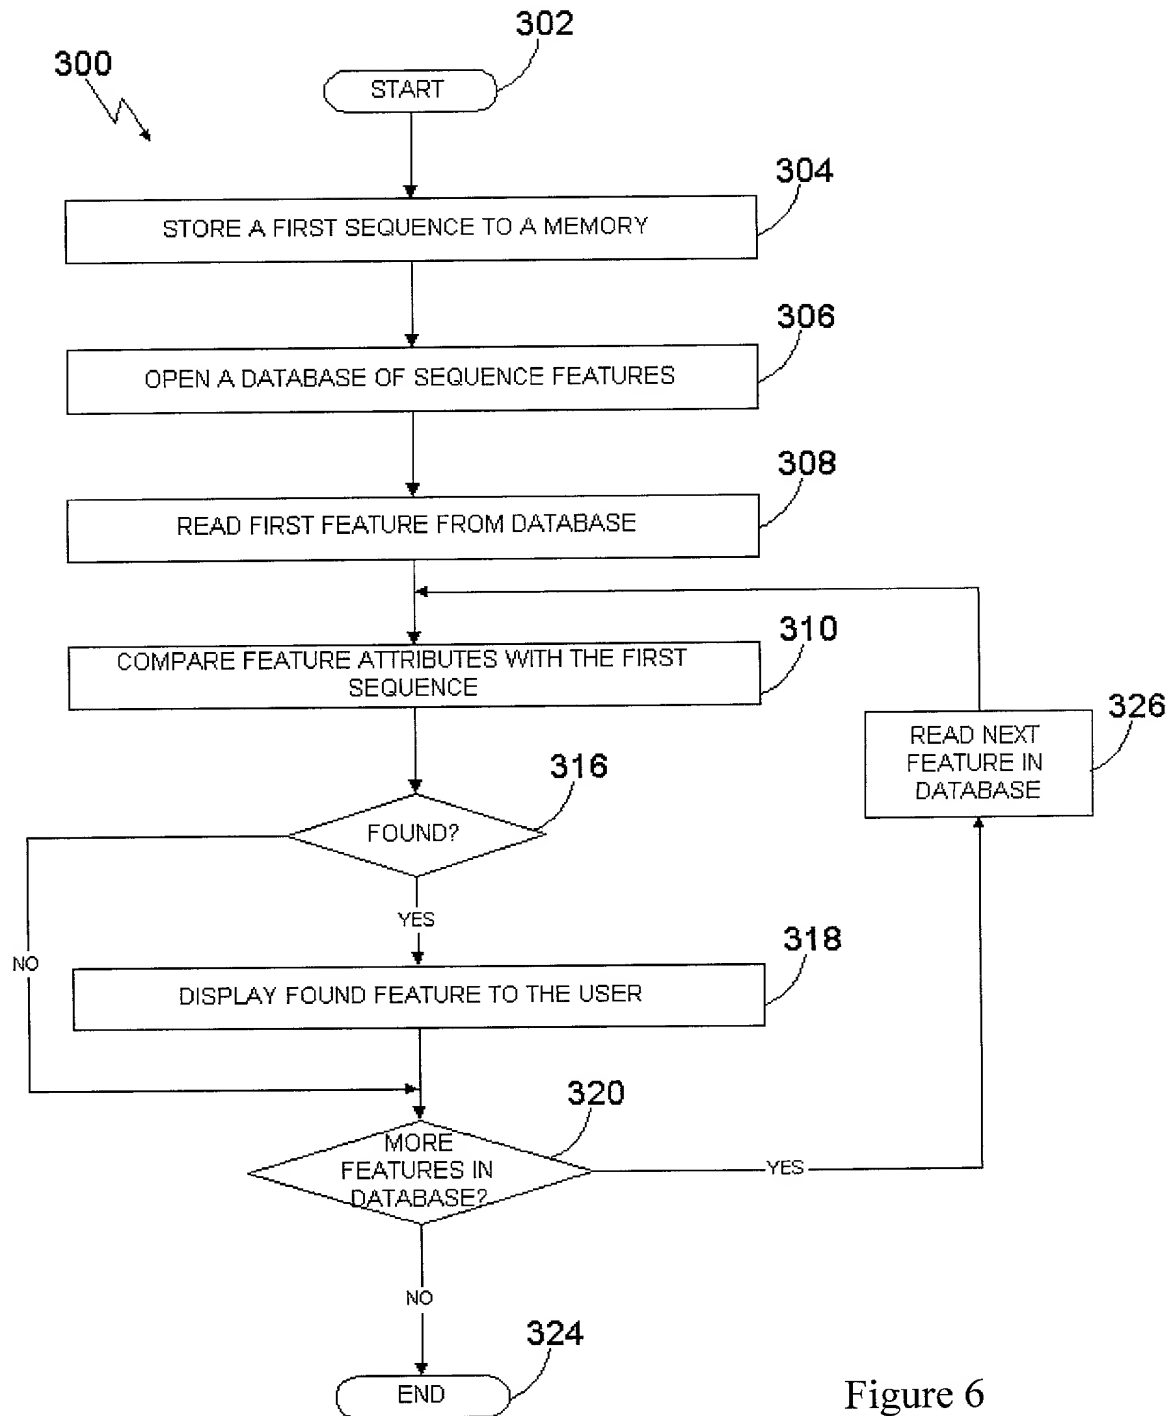 302
300
START
304
STORE A FIRST SEQUENCE TO A MEMORY
306
OPEN A DATABASE OF SEQUENCE FEATURES
308
READ FIRST FEATURE FROM DATABASE
310
COMPARE FEATURE ATTRIBUTES WITH THE FIRST
SEQUENCE
326
READ NEXT
FEATURE IN
DATABASE
316
FOUND?
YES
NO
318
DISPLAY FOUND FEATURE TO THE USER
320
MORE
FEATURES IN
DATABASE?
YES
NO
324
END
Figure 6